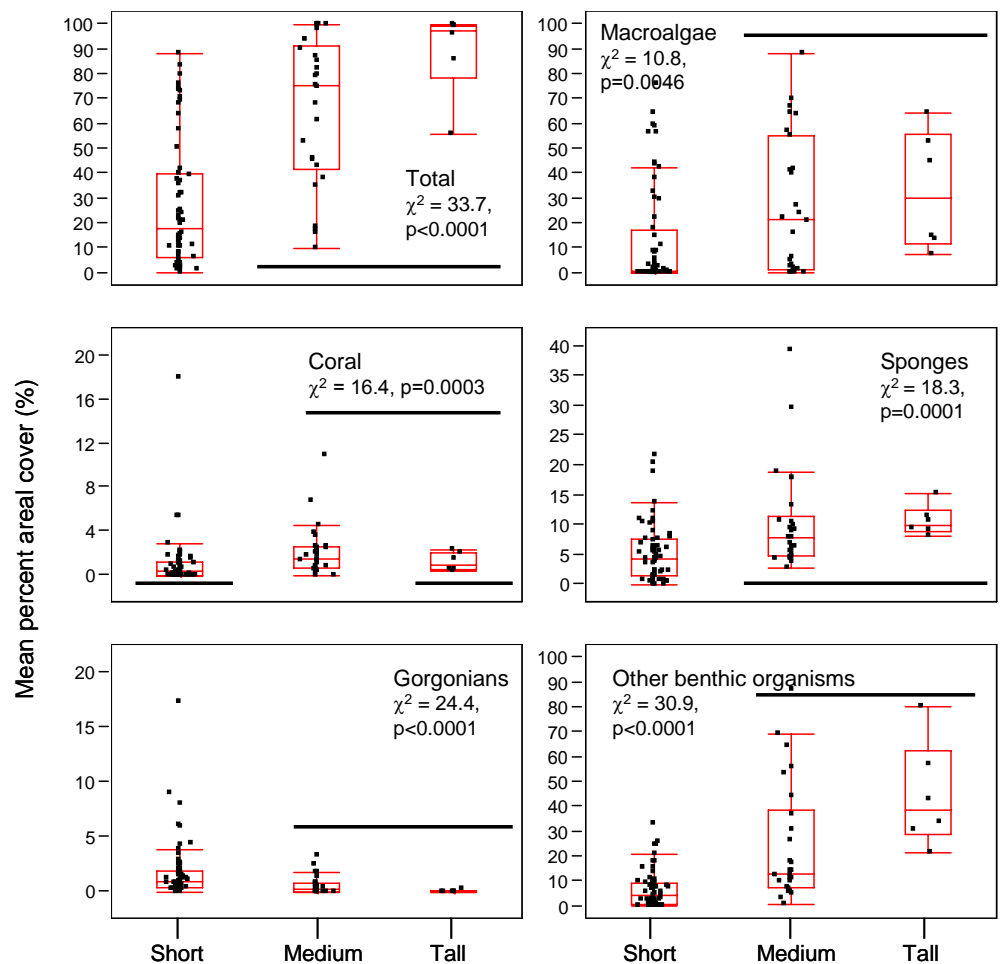 Mean percent areal cover (%)
100
90
80
70
60
50
40
30
20
10
0
Total
χ² = 33.7,
p<0.0001
100
90
80
70
60
50
40
30
20
10
0
Macroalgae
χ² = 10.8,
p=0.0046
20
16
12
8
4
0
Coral
χ² = 16.4, p=0.0003
40
35
30
25
20
15
10
5
0
Sponges
χ² = 18.3,
p=0.0001
20
15
10
5
0
Gorgonians
χ² = 24.4,
p<0.0001
100
90
80
70
60
50
40
30
20
10
0
Other benthic organisms
χ² = 30.9,
p<0.0001
Short Medium Tall
Short Medium Tall